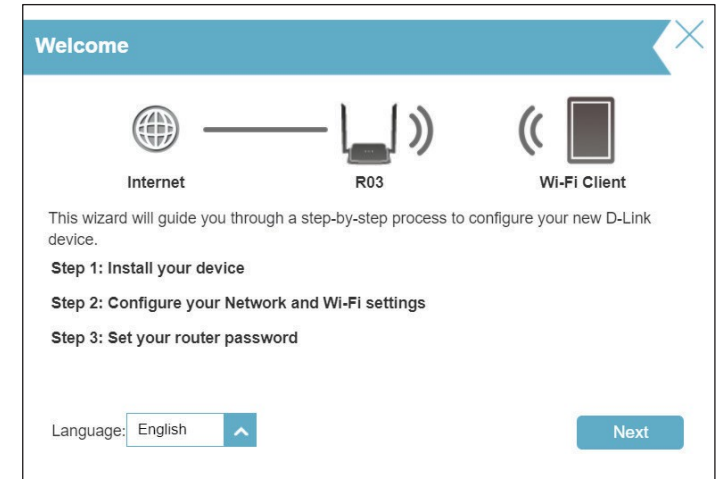 Welcome
Internet
R03
Wi-Fi Client
This wizard will guide you through a step-by-step process to configure your new D-Link
device.
Step 1: Install your device
Step 2: Configure your Network and Wi-Fi settings
Step 3: Set your router password
Language: English
Next